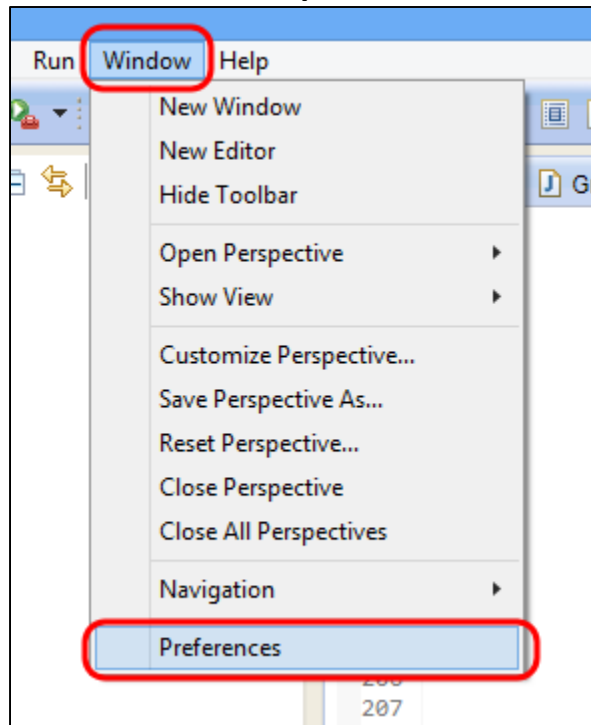 Run Window Help
New Window
New Editor
Hide Toolbar
G
Open Perspective
Show View
Customize Perspective...
Save Perspective As...
Reset Perspective...
Close Perspective
Close All Perspectives
Navigation
Preferences
207